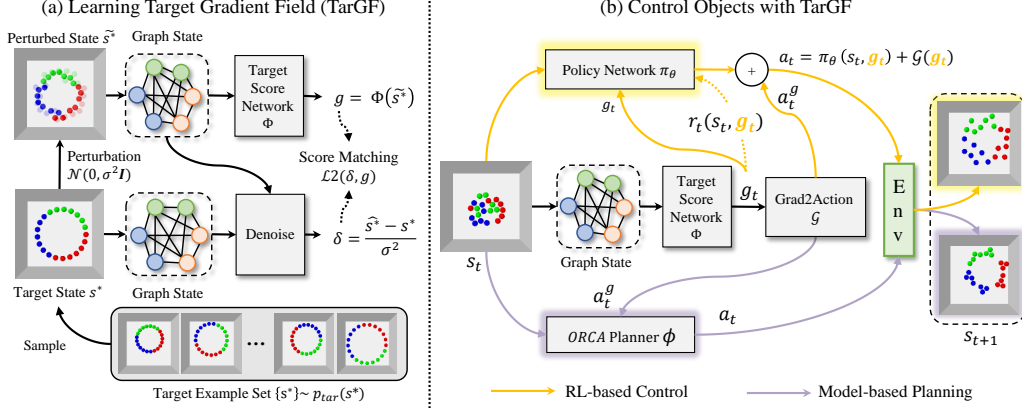 (a) Learning Target Gradient Field (TarGF)
Perturbed State s̃*
Graph State
Target
Score
Network
Φ
g = Φ(s̃*)
Score Matching
ℒ2(δ, g)
Perturbation
𝒩(0, σ²I)
Denoise
δ = (s̃* − s*) / σ²
Target State s*
Graph State
Sample
...
Target Example Set {s*}~ p_tar(s*)
(b) Control Objects with TarGF
Policy Network π_θ
+
a_t = π_θ(s_t, g_t) + 𝒢(g_t)
g_t
a_t^g
r_t(s_t, g_t)
s_t
Graph State
Target
Score
Network
Φ
g_t
Grad2Action
𝒢
E
n
v
a_t^g
a_t
ORCA Planner ϕ
s_{t+1}
RL-based Control
Model-based Planning